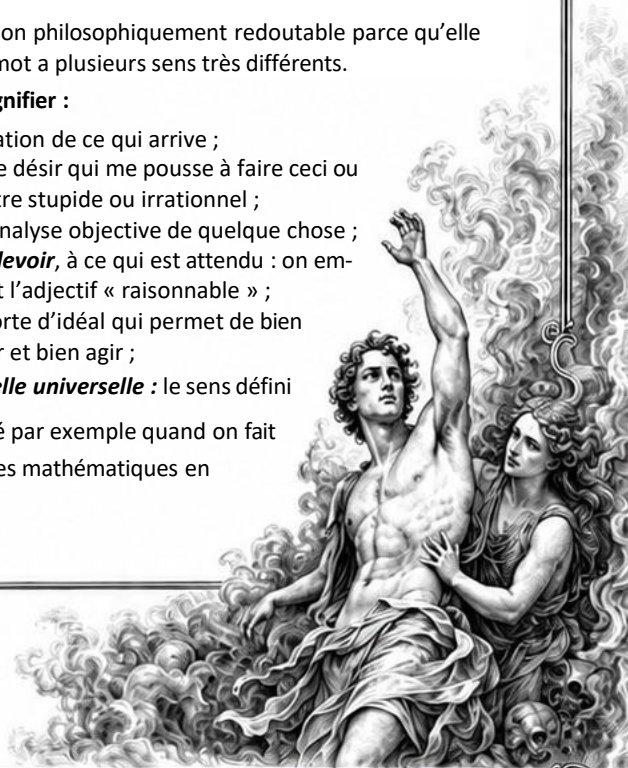 on philosophiquement redoutable parce qu’elle
mot a plusieurs sens très différents.
gnifier :
ation de ce qui arrive ;
e désir qui me pousse à faire ceci ou
tre stupide ou irrationnel ;
nalyse objective de quelque chose ;
devoir, à ce qui est attendu : on em-
t l’adjectif « raisonnable » ;
orte d’idéal qui permet de bien
r et bien agir ;
elle universelle : le sens défini
é par exemple quand on fait
es mathématiques en